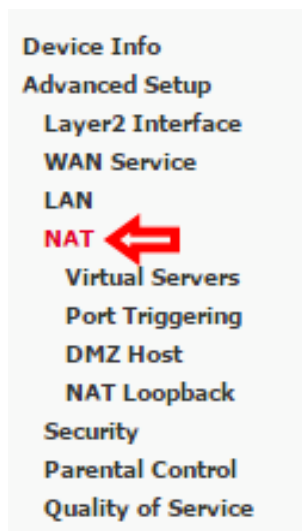 Device Info
Advanced Setup
Layer2 Interface
WAN Service
LAN
NAT
Virtual Servers
Port Triggering
DMZ Host
NAT Loopback
Security
Parental Control
Quality of Service